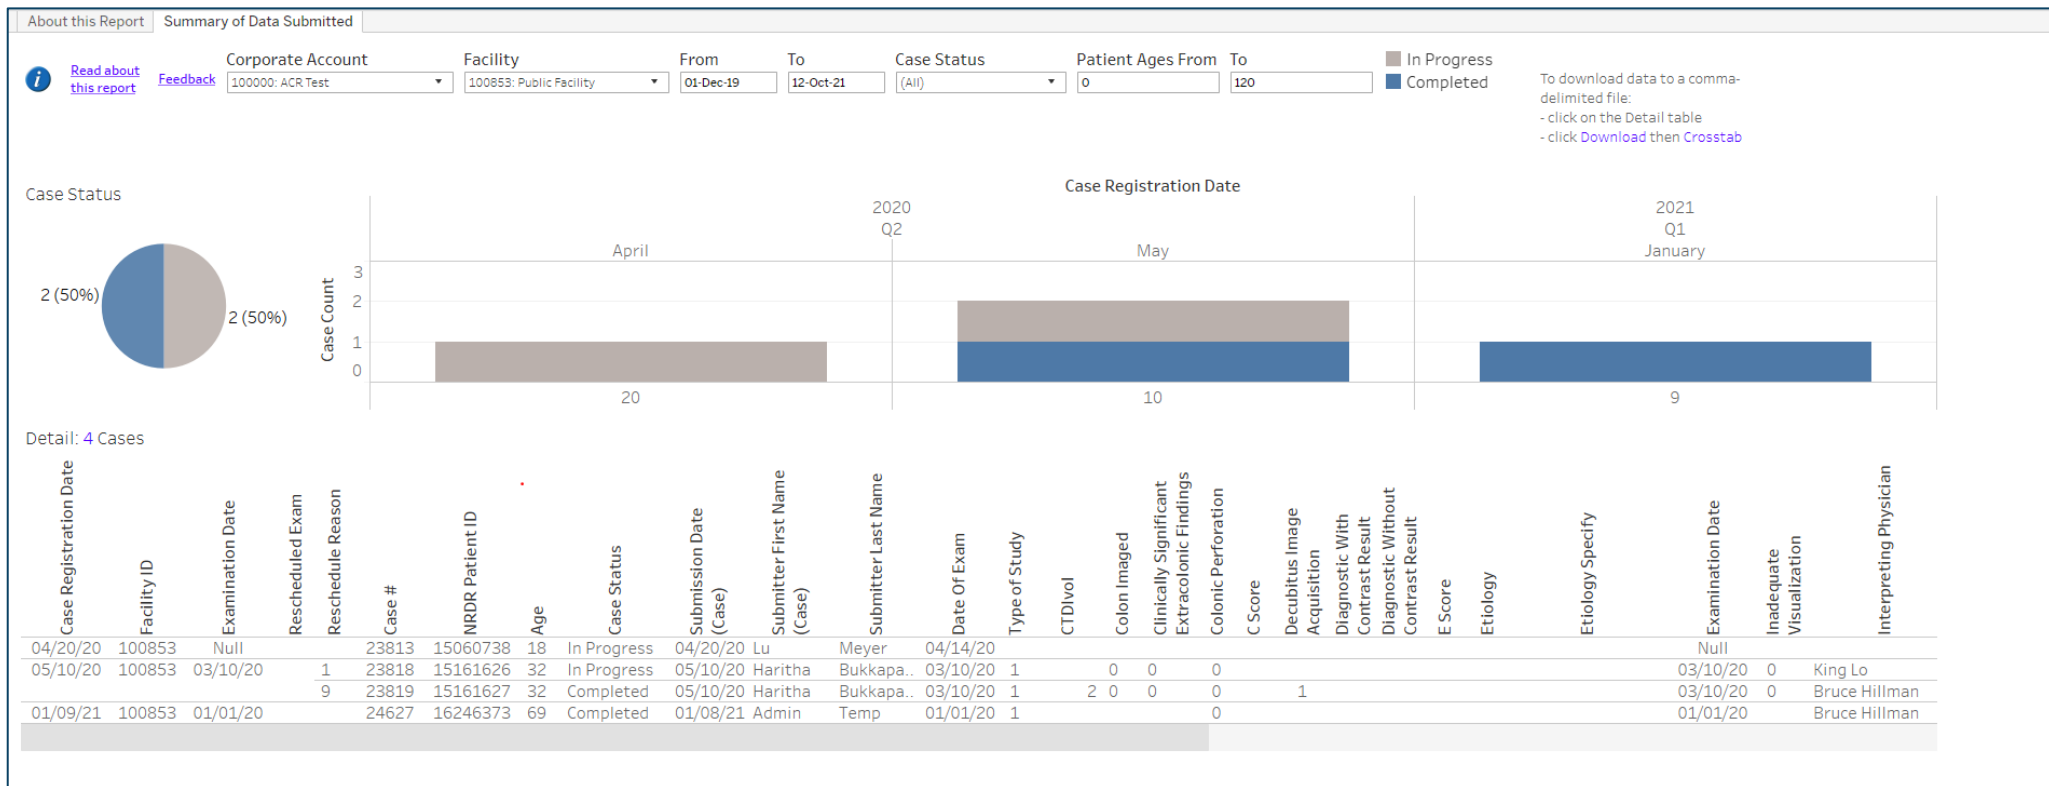 About this Report
Summary of Data Submitted
Read about this report
Feedback
Corporate Account
100000: ACR Test
Facility
100853: Public Facility
From
01-Dec-19
To
12-Oct-21
Case Status
(All)
Patient Ages From
0
To
120
In Progress
Completed
To download data to a comma-
delimited file:
- click on the Detail table
- click Download then Crosstab
Case Status
2 (50%)
2 (50%)
Case Registration Date
2020
2021
Q2
Q1
April
May
January
Case Count
3
2
1
0
20
10
9
Detail: 4 Cases
Case Registration Date
Facility ID
Examination Date
Rescheduled Exam
Reschedule Reason
Case #
NRDR Patient ID
Age
Case Status
Submission Date
(Case)
Submitter First Name
(Case)
Submitter Last Name
Date Of Exam
Type of Study
CTDIvol
Colon Imaged
Clinically Significant
Extracolonic Findings
Colonic Perforation
C Score
Decubitus Image
Acquisition
Diagnostic With
Contrast Result
Diagnostic Without
Contrast Result
E Score
Etiology
Etiology Specify
Examination Date
Inadequate
Visualization
Interpreting Physician
04/20/20 100853 Null 23813 15060738 18 In Progress 04/20/20 Lu Meyer 04/14/20 Null
05/10/20 100853 03/10/20 1 23818 15161626 32 In Progress 05/10/20 Haritha Bukkapa.. 03/10/20 1 0 0 0 03/10/20 0 King Lo
9 23819 15161627 32 Completed 05/10/20 Haritha Bukkapa.. 03/10/20 1 2 0 0 0 1 03/10/20 0 Bruce Hillman
01/09/21 100853 01/01/20 24627 16246373 69 Completed 01/08/21 Admin Temp 01/01/20 1 0 01/01/20 Bruce Hillman